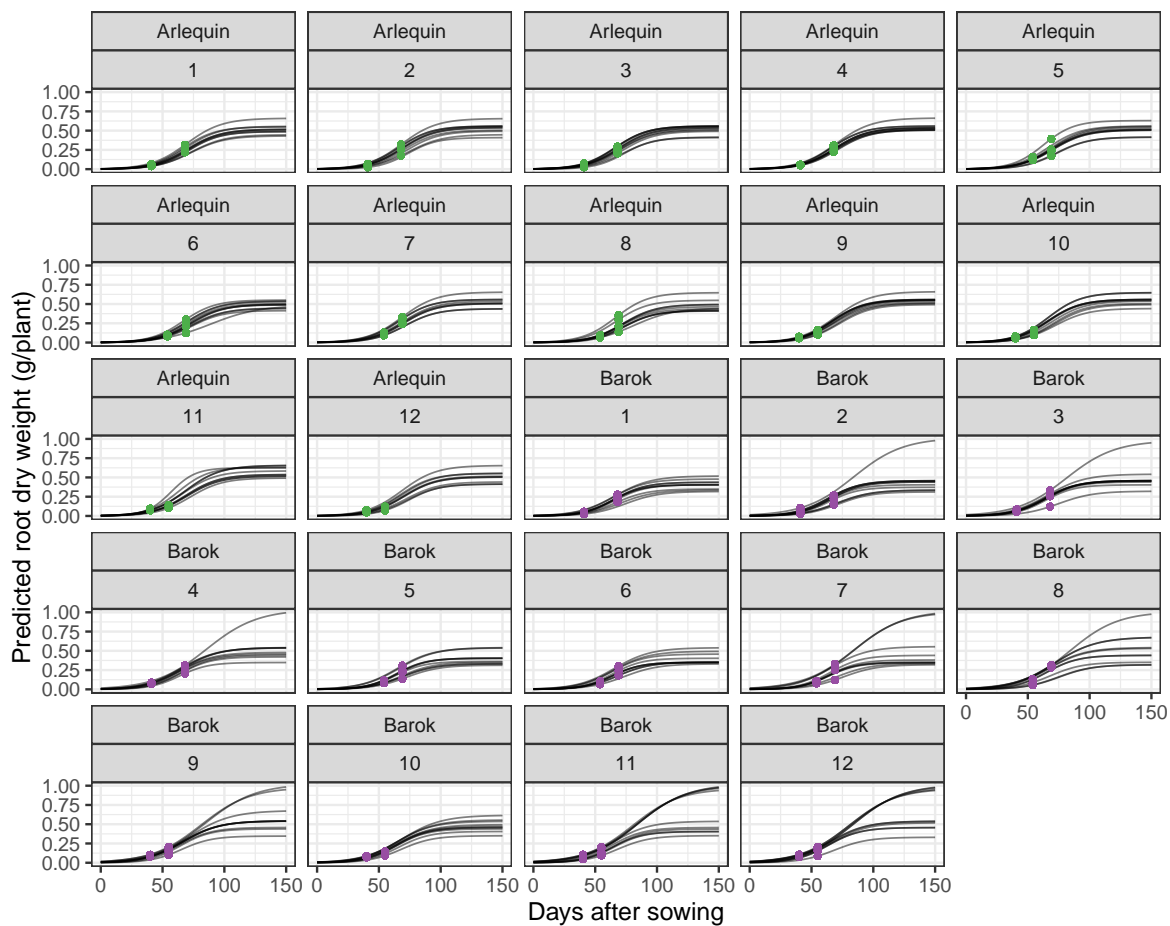 Arlequin Arlequin Arlequin Arlequin Arlequin
1 2 3 4 5
1.00
0.75
0.50
0.25
0.00
Arlequin Arlequin Arlequin Arlequin Arlequin
6 7 8 9 10
1.00
0.75
0.50
0.25
0.00
Arlequin Arlequin Barok Barok Barok
11 12 1 2 3
1.00
0.75
0.50
0.25
0.00
Barok Barok Barok Barok Barok
4 5 6 7 8
1.00
0.75
0.50
0.25
0.00
0 50 100 150
Barok Barok Barok Barok
9 10 11 12
1.00
0.75
0.50
0.25
0.00
0 50 100 150 0 50 100 150 0 50 100 150 0 50 100 150
Days after sowing
Predicted root dry weight (g/plant)